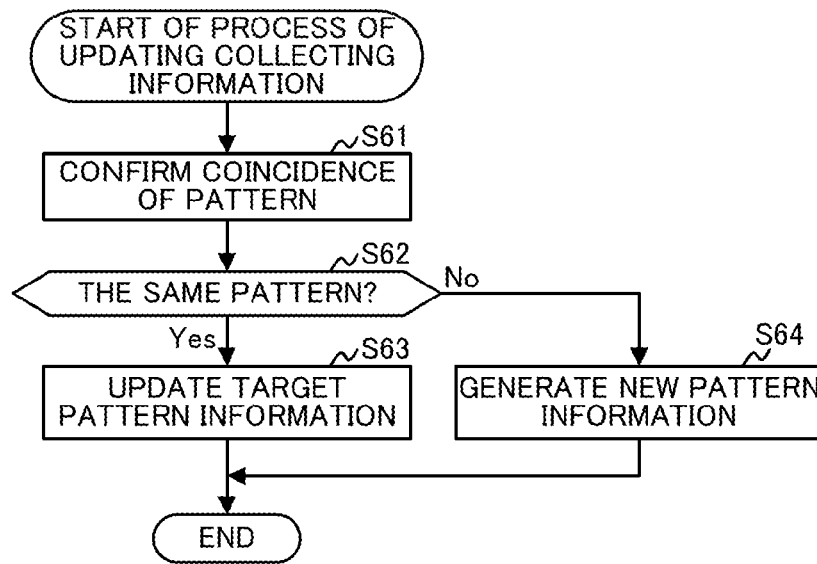 START OF PROCESS OF
UPDATING COLLECTING
INFORMATION
S61
CONFIRM COINCIDENCE
OF PATTERN
S62
THE SAME PATTERN?
No
Yes
S63
UPDATE TARGET
PATTERN INFORMATION
S64
GENERATE NEW PATTERN
INFORMATION
END